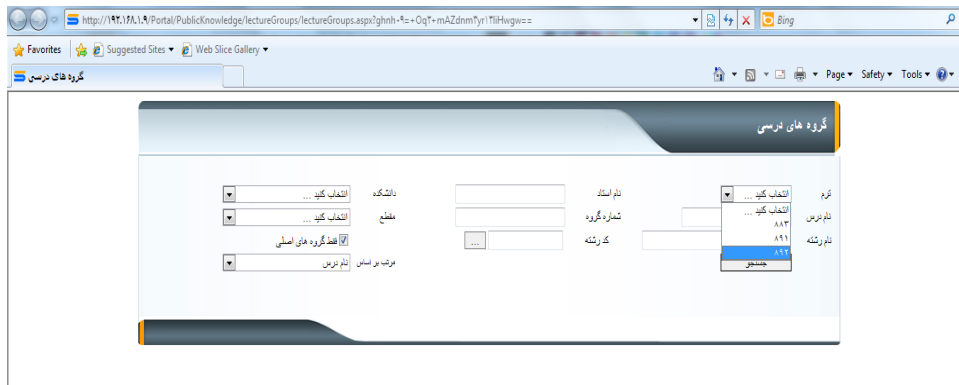 http://۱۹۲.۱۶۸.۱.۹/Portal/PublicKnowledge/lectureGroups/lectureGroups.aspx?ghnh-۹=+Oq۲+mAZdnm۳yr۱۳liHwgw==
Bing
Favorites Suggested Sites Web Slice Gallery
گروه های درسی
Page Safety Tools
گروه های درسی
ترم انتخاب کنید ... نام استاد دانشکده انتخاب کنید ...
انتخاب کنید ...
نام درس شماره گروه مقطع انتخاب کنید ...
۸۸۳
نام رشته ۸۹۱ کد رشته ... فقط گروه های اصلی
۸۹۲
جستجو مرتب بر اساس نام درس